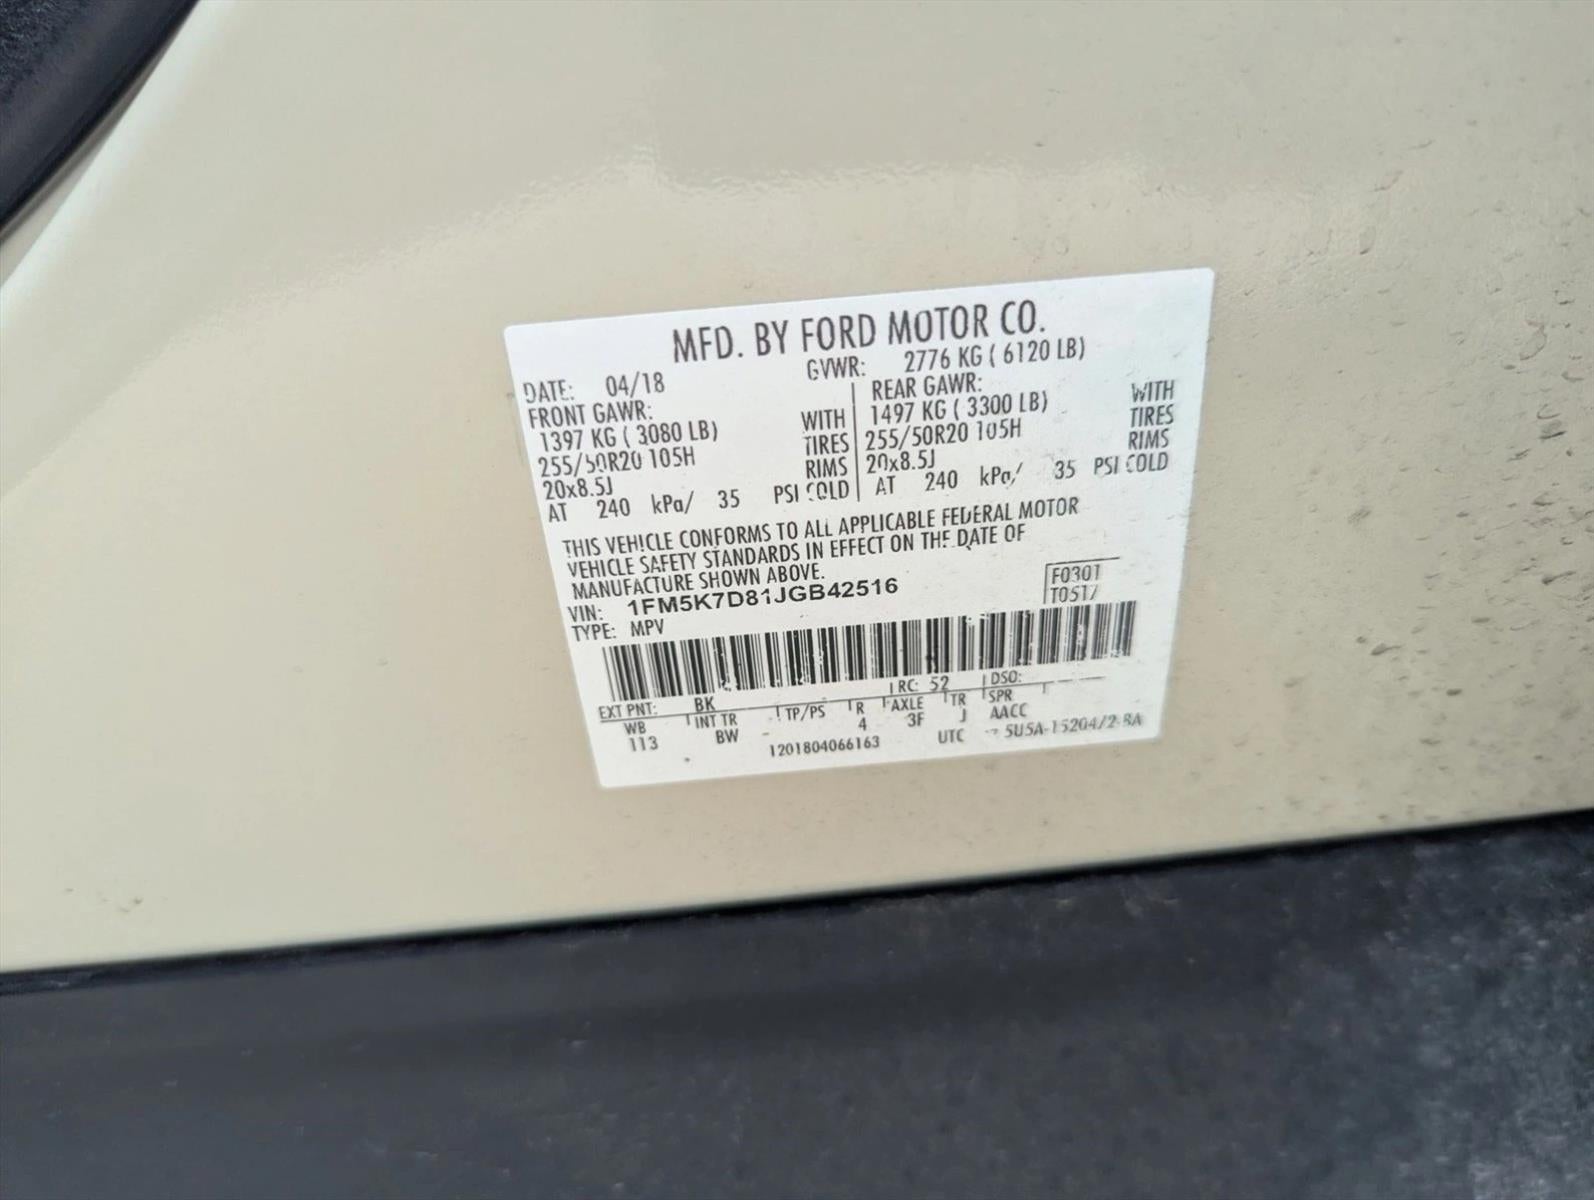 MFD. BY FORD MOTOR CO.
DATE: 04/18 GVWR: 2776 KG ( 6120 LB)
FRONT GAWR: REAR GAWR:
1397 KG ( 3080 LB) WITH 1497 KG ( 3300 LB) WITH
255/50R20 105H TIRES 255/50R20 105H TIRES
20x8.5J RIMS 20x8.5J RIMS
AT 240 kPa/ 35 PSI COLD AT 240 kPa/ 35 PSI COLD
THIS VEHICLE CONFORMS TO ALL APPLICABLE FEDERAL MOTOR
VEHICLE SAFETY STANDARDS IN EFFECT ON THE DATE OF
MANUFACTURE SHOWN ABOVE.
VIN: 1FM5K7D81JGB42516 F0301
TYPE: MPV T0517
EXT PNT: BK RC: 52 DSO:
WB INT TR TP/PS R AXLE TR SPR
113 BW 4 3F J AACC
1201804066163 UTC